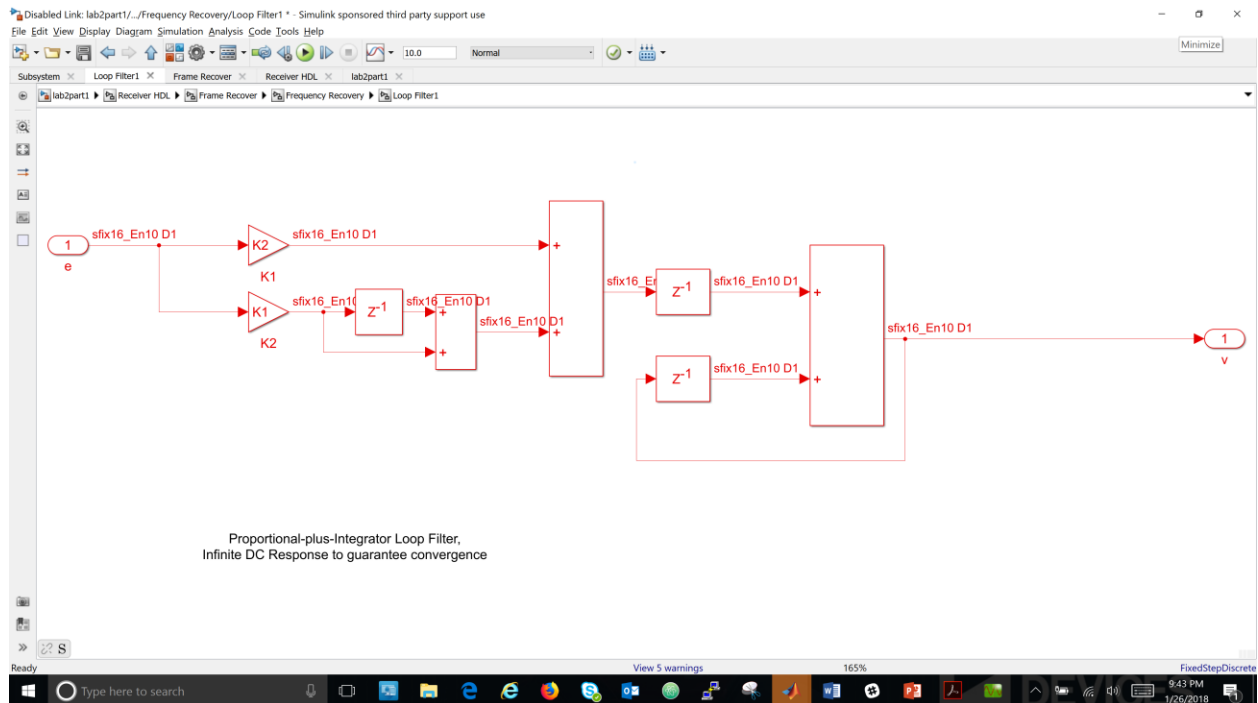 Disabled Link: lab2part1/.../Frequency Recovery/Loop Filter1 * - Simulink sponsored third party support use
File Edit View Display Diagram Simulation Analysis Code Tools Help
10.0 Normal
Minimize
Subsystem Loop Filter1 Frame Recover Receiver HDL lab2part1
lab2part1 Receiver HDL Frame Recover Frequency Recovery Loop Filter1
sfix16_En10 D1 sfix16_En10 D1
1 K2 +
e K1
sfix16_En sfix16_En10 D1
Z-1 +
sfix16_En10 sfix16_En10 D1
K1 Z-1 +
sfix16_En10 D1
K2 + +
sfix16_En10 D1
1
v
sfix16_En10 D1
Z-1 +
Proportional-plus-Integrator Loop Filter,
Infinite DC Response to guarantee convergence
S
Ready View 5 warnings 165% FixedStepDiscrete
Type here to search
9:43 PM
1/26/2018